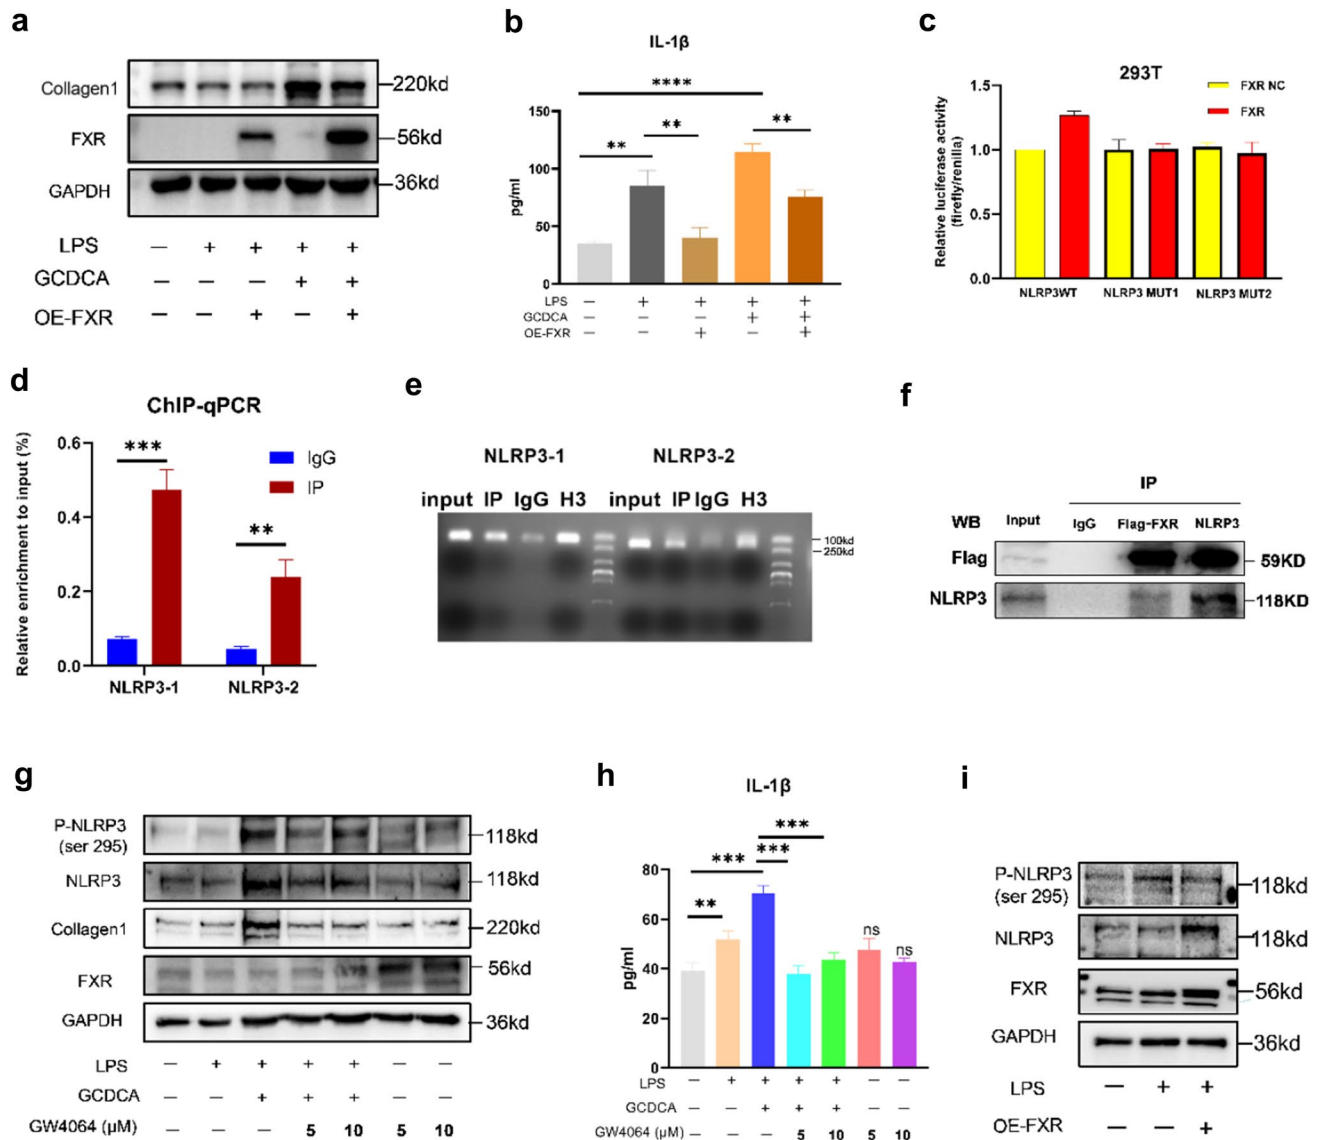 a
Collagen1
220kd
FXR
56kd
GAPDH
36kd
LPS — + + + +
GCDCA — — — + +
OE-FXR — — + — +
b
IL-1β
****
** ** **
150
100
50
0
pg/ml
LPS — + + + +
GCDCA — — — + +
OE-FXR — — + — +
c
293T
FXR NC
FXR
1.5
1.0
0.5
0.0
Relative luciferase activity
(firefly/renilla)
NLRP3WT NLRP3 MUT1 NLRP3 MUT2
d
ChIP-qPCR
***
**
IgG
IP
0.6
0.4
0.2
0.0
Relative enrichment to input (%)
NLRP3-1 NLRP3-2
e
NLRP3-1 NLRP3-2
input IP IgG H3 input IP IgG H3
100kd
250kd
f
IP
WB Input IgG Flag-FXR NLRP3
Flag 59KD
NLRP3 118KD
g
P-NLRP3
(ser 295)
118kd
NLRP3 118kd
Collagen1 220kd
FXR 56kd
GAPDH 36kd
LPS — + + + + — —
GCDCA — — + + + — —
GW4064 (μM) — — — 5 10 5 10
h
IL-1β
***
*** ***
**
ns ns
80
60
40
20
0
pg/ml
LPS — + + + + — —
GCDCA — — + + + — —
GW4064 (μM) — — — 5 10 5 10
i
P-NLRP3
(ser 295)
118kd
NLRP3 118kd
FXR 56kd
GAPDH 36kd
LPS — + +
OE-FXR — — +